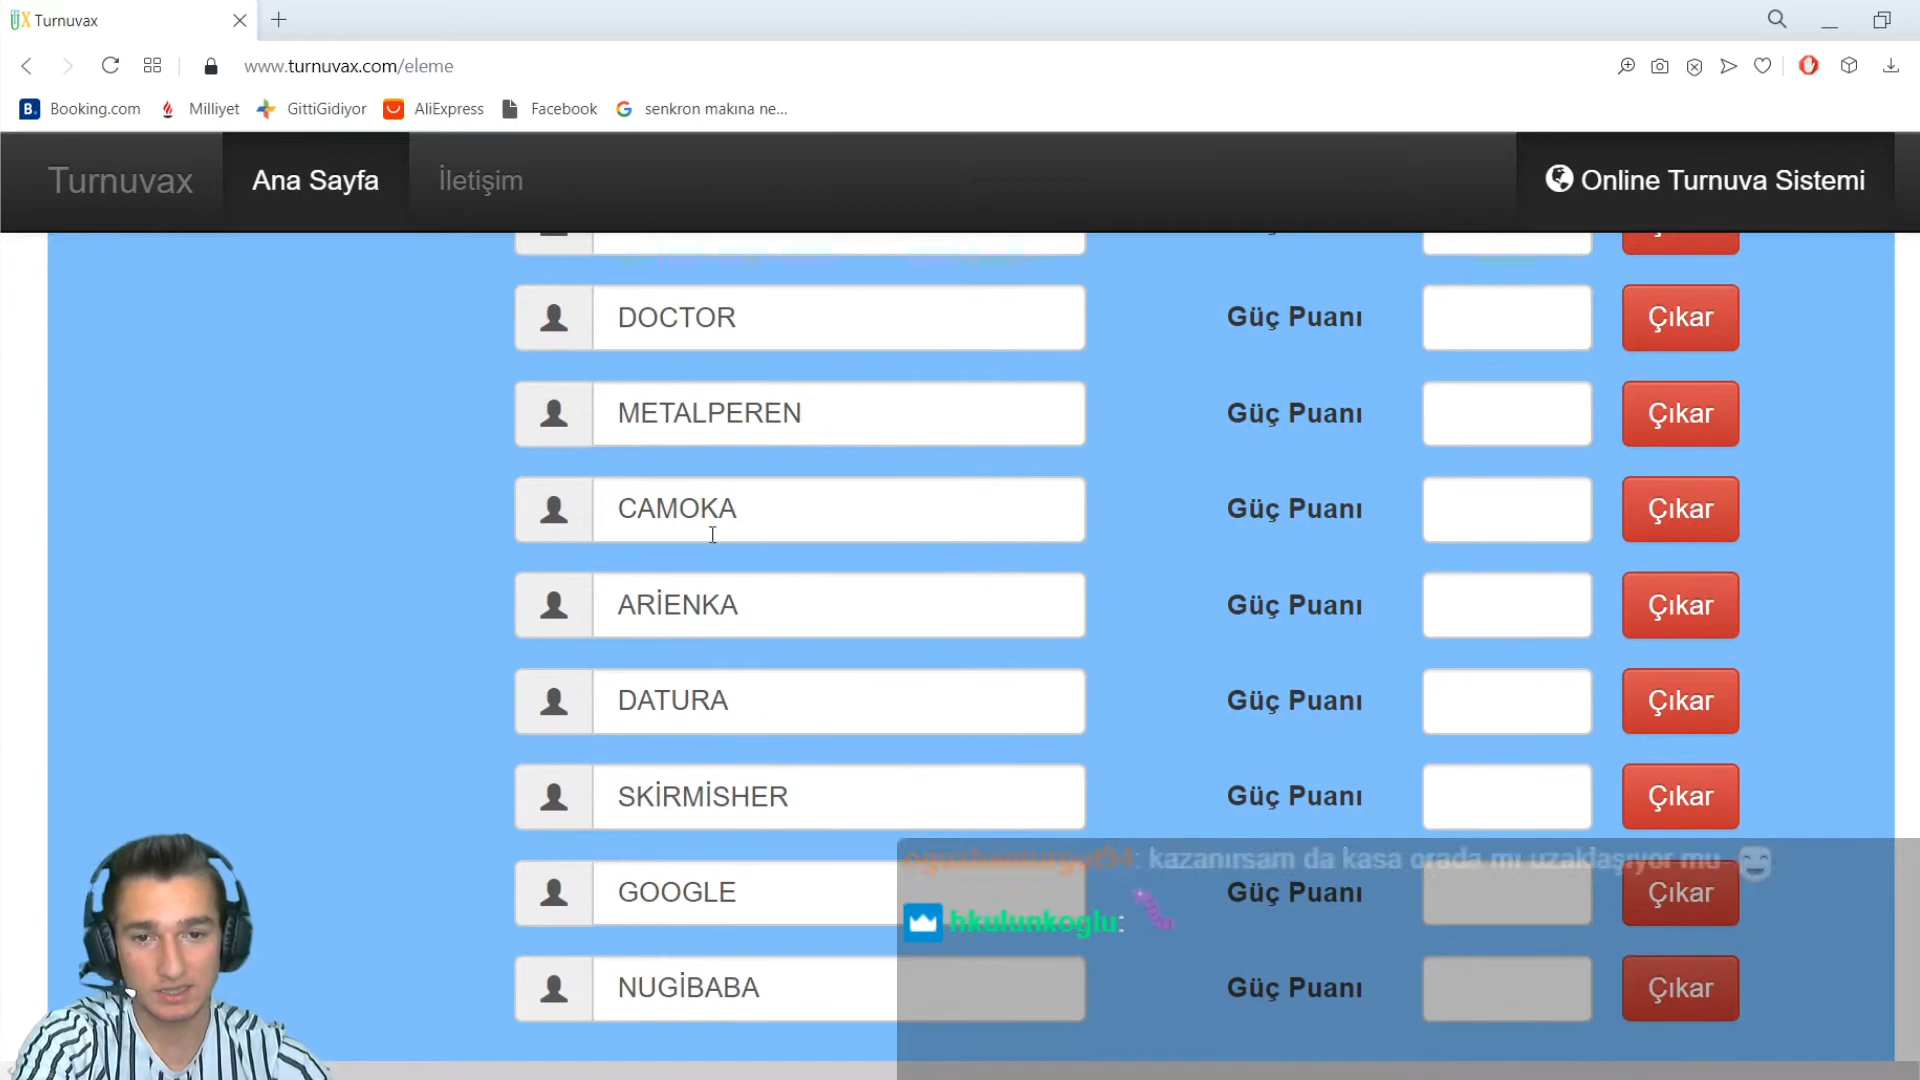 Turnuvax
www.turnuvax.com/eleme
B. Booking.com Milliyet GittiGidiyor AliExpress Facebook senkron makına ne...
Turnuvax Ana Sayfa İletişim Online Turnuva Sistemi
DOCTOR Güç Puanı Çıkar
METALPEREN Güç Puanı Çıkar
CAMOKA Güç Puanı Çıkar
ARİENKA Güç Puanı Çıkar
DATURA Güç Puanı Çıkar
SKİRMİSHER Güç Puanı Çıkar
oguzhanturgut94: kazanırsam da kasa orada mı uzaklaşıyor mu
GOOGLE Güç Puanı Çıkar
hkulunkoglu:
NUGİBABA Güç Puanı Çıkar